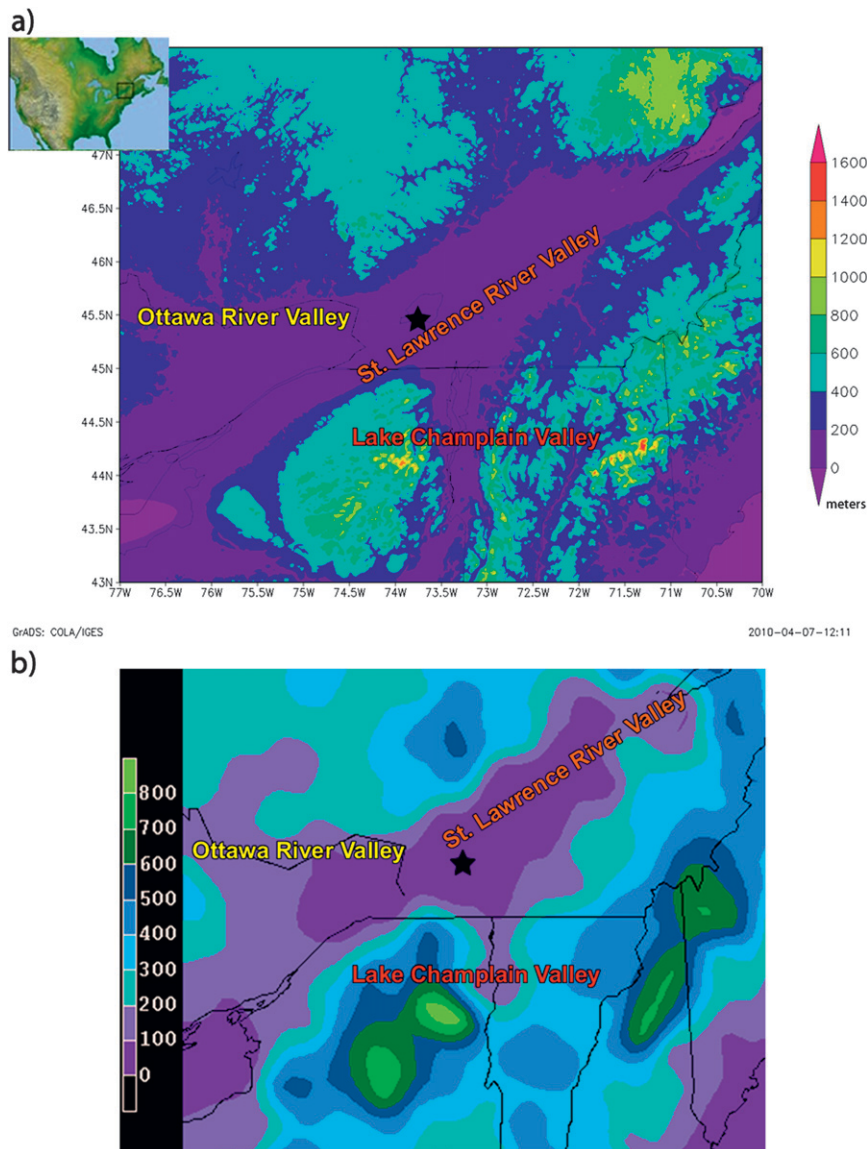 a)
47N
46.5N
46N
45.5N
45N
44.5N
44N
43.5N
43N
77W 76.5W 76W 75.5W 75W 74.5W 74W 73.5W 73W 72.5W 72W 71.5W 71W 70.5W 70W
Ottawa River Valley
St. Lawrence River Valley
Lake Champlain Valley
1600
1400
1200
1000
800
600
400
200
0
meters
GrADS: COLA/IGES 2010-04-07-12:11
b)
800
700
600
500
400
300
200
100
0
St. Lawrence River Valley
Ottawa River Valley
Lake Champlain Valley